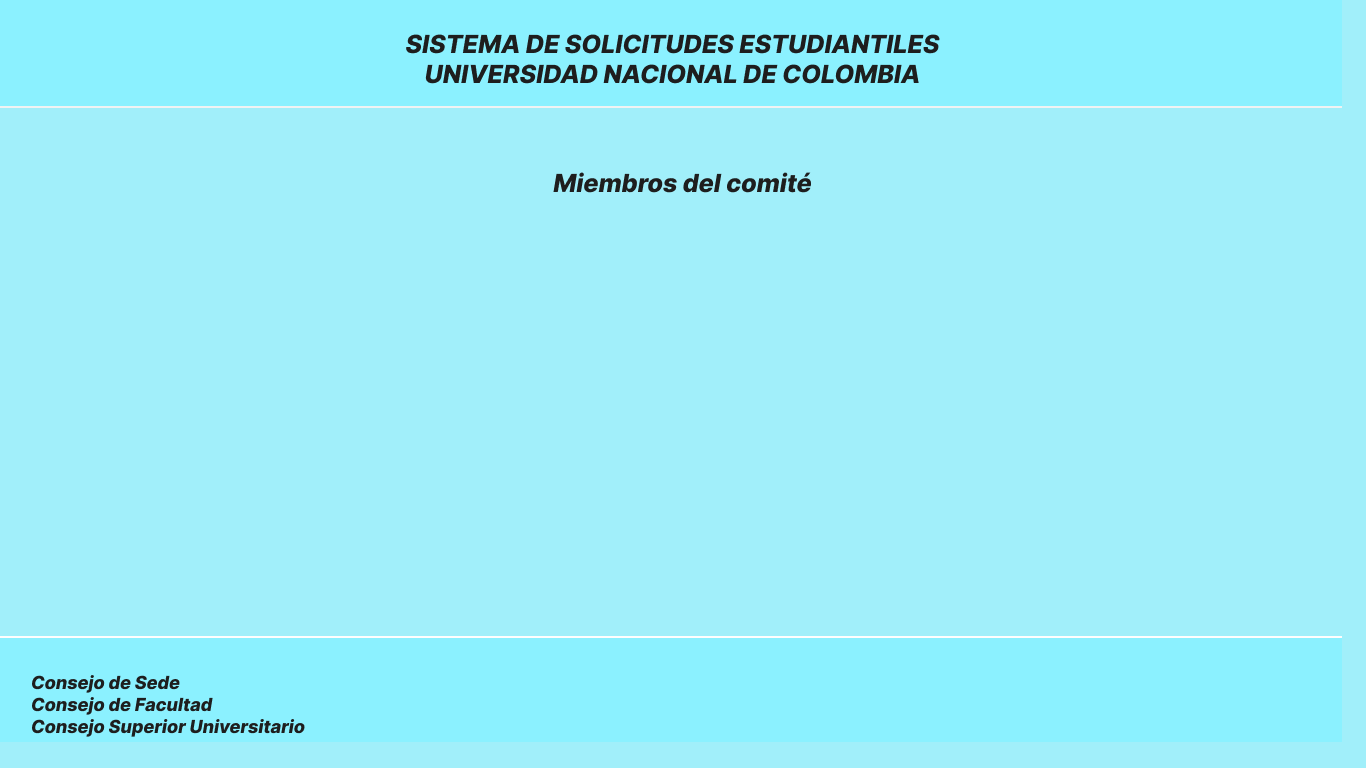 SISTEMA DE SOLICITUDES ESTUDIANTILES
UNIVERSIDAD NACIONAL DE COLOMBIA
Miembros del comité
Consejo de Sede
Consejo de Facultad
Consejo Superior Universitario